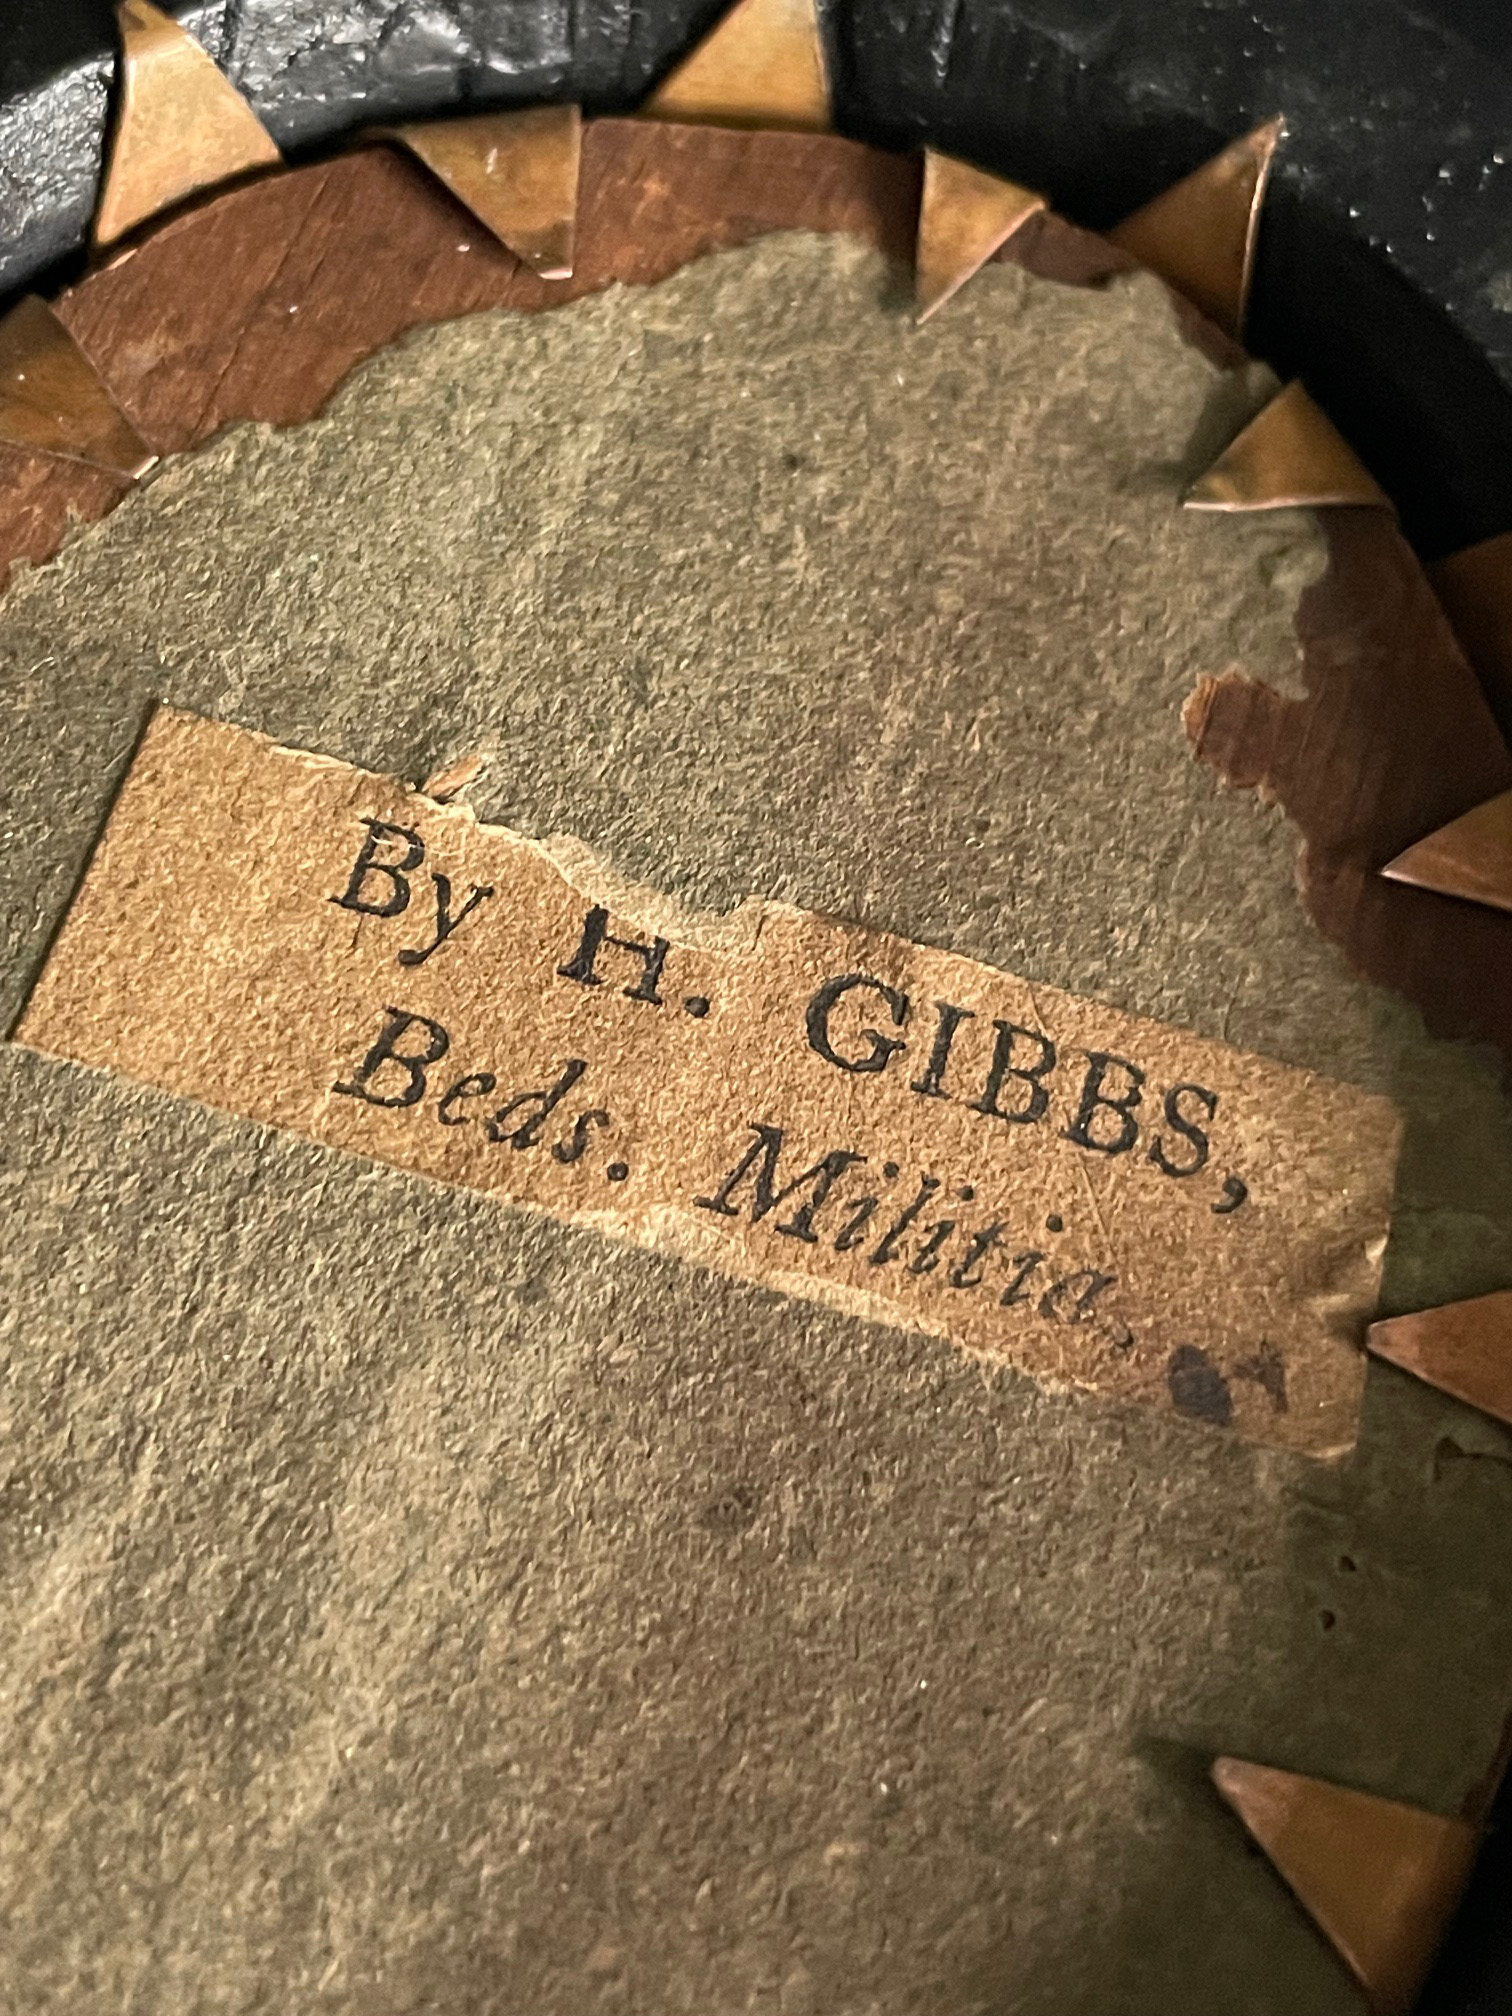 By H. GIBBS,
Beds. Militia,